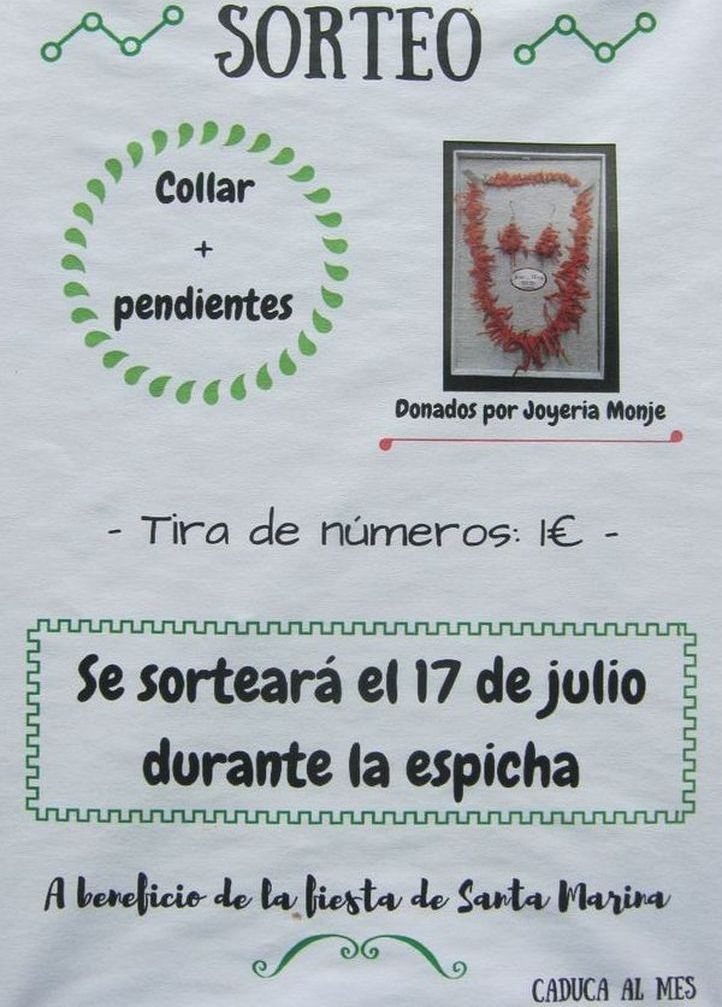 SORTEO
Collar
+
pendientes
Donados por Joyeria Monje
- Tira de números: 1€ -
Se sorteará el 17 de julio
durante la espicha
A beneficio de la fiesta de Santa Marina
CADUCA AL MES